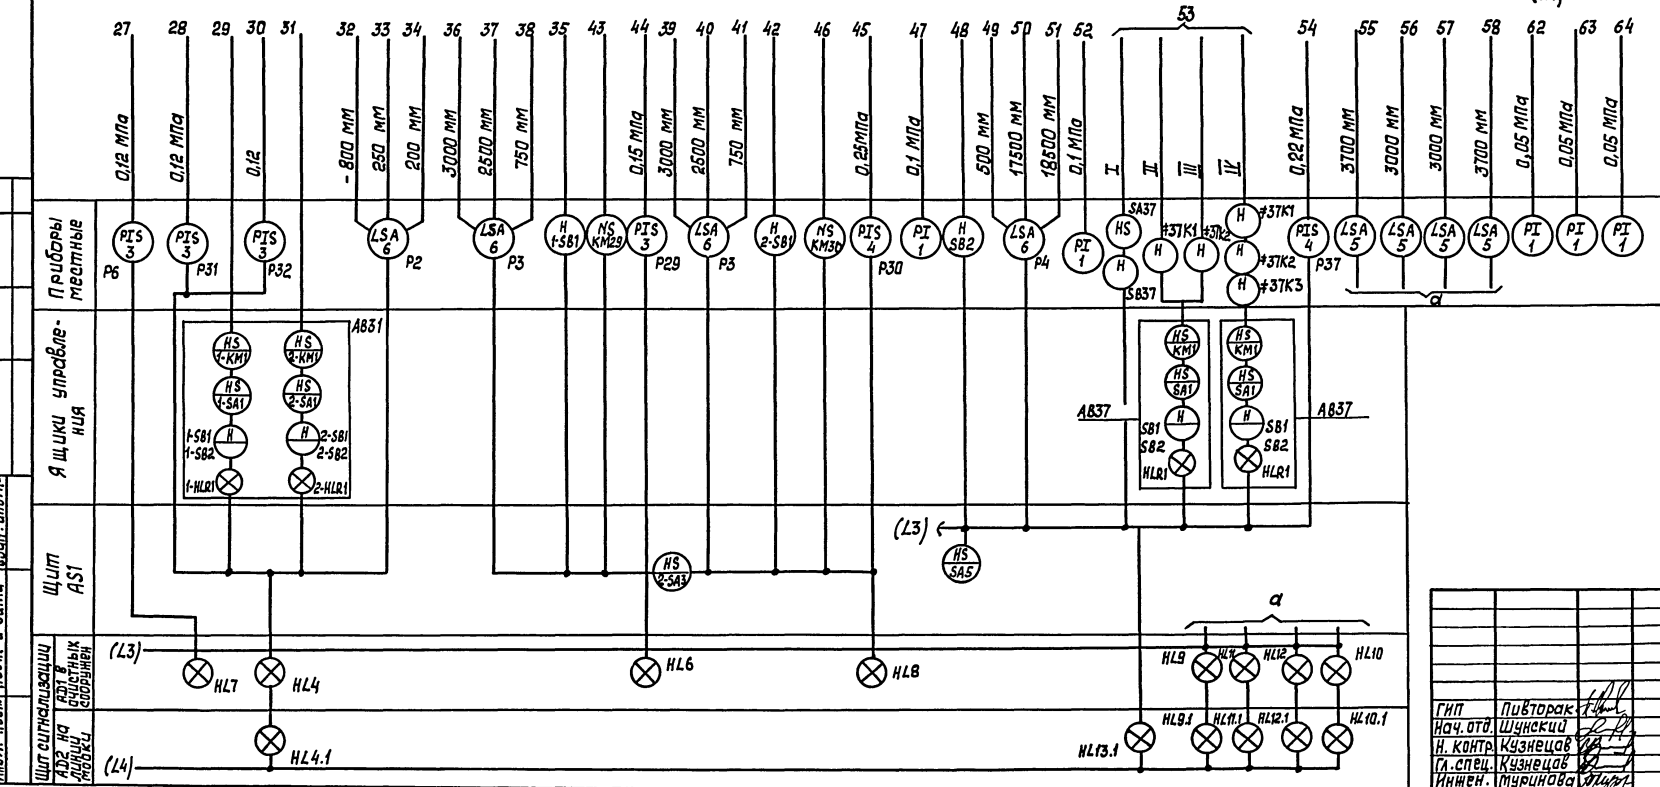 27 28 29 30 31 32 33 34 36 37 38 35 43 44 39 40 41 42 46 45 47 48 49 50 51 52 53 54 55 56 57 58 62 63 64
0,12 МПа
0,12 МПа
0,12
-800 мм
250 мм
200 мм
3000 мм
2500 мм
750 мм
0,15 МПа
3000 мм
2600 мм
750 мм
0,25 МПа
0,1 МПа
500 мм
17500 мм
18500 мм
0,1 МПа
I
II
III
IV
0,22 МПа
3700 мм
3000 мм
3000 мм
3700 мм
0,05 МПа
0,05 МПа
0,05 МПа
Приборы
местные
PIS
3
P6
PIS
3
P31
PIS
3
P32
LSA
6
P2
LSA
6
P3
H
1-SB1
NS
KM29
PIS
3
P29
LSA
6
P3
H
2-SB1
NS
KM30
PIS
4
P30
PI
1
H
SB2
LSA
6
P4
PI
1
SA37
HS
H
SB37
#37K1
H
#37K2
H
H
#37K1
H
#37K2
H
#37K3
PIS
4
P37
LSA
5
LSA
5
LSA
5
LSA
5
PI
1
PI
1
PI
1
a
Ящики управле-
ния
AB31
HS
1-KM1
HS
2-KM1
HS
1-SA1
HS
2-SA1
1-SB1
1-SB2
H
H
2-SB1
2-SB2
1-HLR1
2-HLR1
AB37
HS
KM1
HS
SA1
H
SB1
SB2
HLR1
HS
KM1
HS
SA1
H
SB1
SB2
HLR1
AB37
Щит
AS1
HS
2-SA3
(L3)
HS
SA5
a
Щит сигнализации
AD1 в
очистных
сооружен
(L3)
HL7
HL4
HL6
HL8
HL9
HL11
HL12
HL10
AD2 на
линии
мойки
(L4)
HL4.1
HL13.1
HL9.1
HL11.1
HL12.1
HL10.1
ГИП Пивторак
Нач. отд. Шунский
Н. контр. Кузнецов
Гл. спец. Кузнецов
Инжен. Муринова